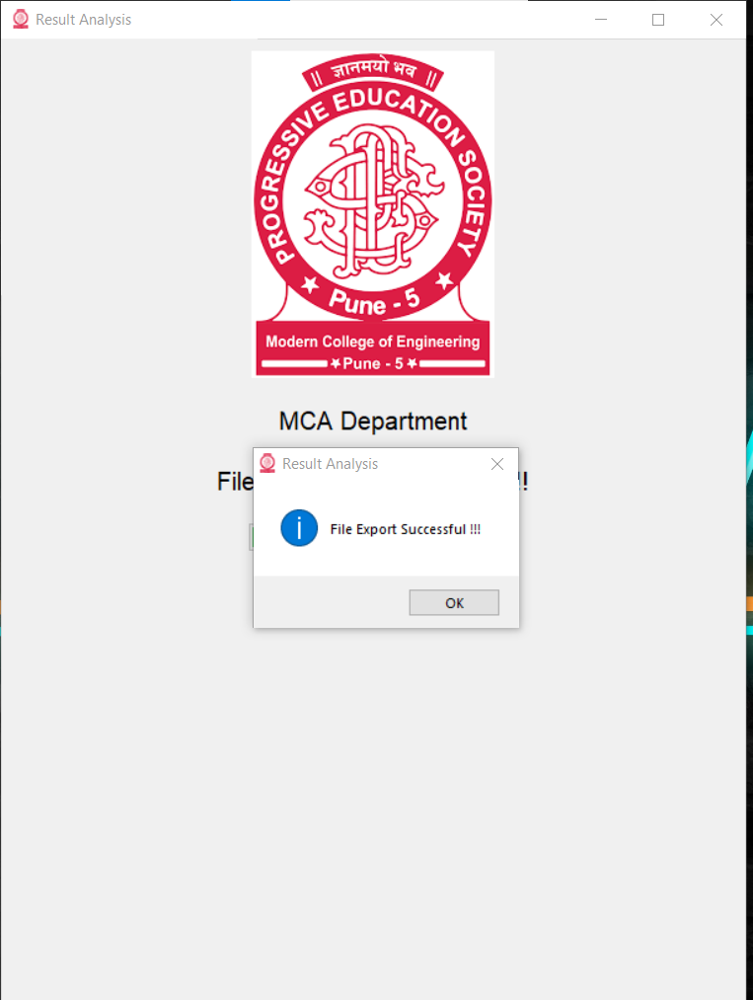 Result Analysis
॥ ज्ञानमयो भव ॥
PROGRESSIVE EDUCATION SOCIETY
★ Pune - 5 ★
Modern College of Engineering
★Pune - 5★
MCA Department
File
!!
Result Analysis
i
File Export Successful !!!
OK